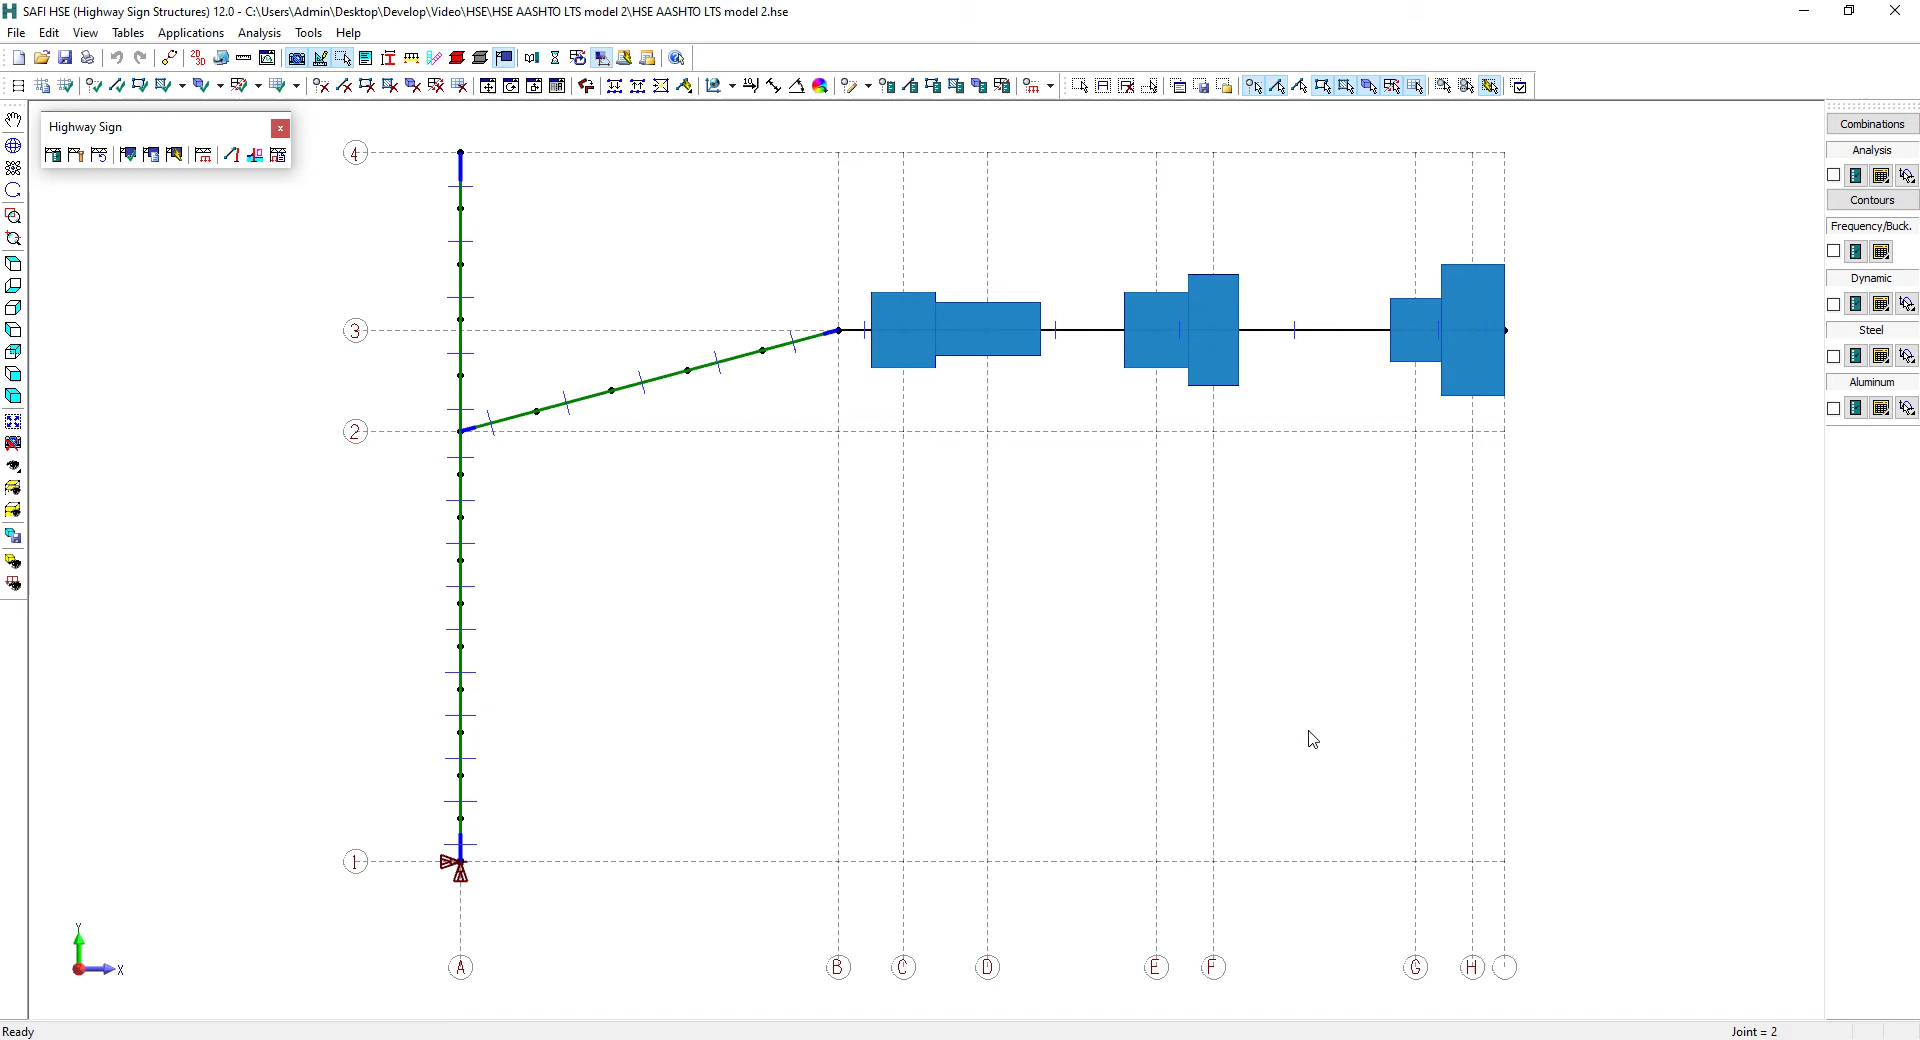 SAFI HSE (Highway Sign Structures) 12.0 - C:\Users\Admin\Desktop\Develop\Video\HSE\HSE AASHTO LTS model 2\HSE AASHTO LTS model 2.hse
File Edit View Tables Applications Analysis Tools Help
2D
3D
Highway Sign
x
Combinations
Analysis
Contours
Frequency/Buck.
Dynamic
Steel
Aluminum
4
3
2
1
Y
X
A B C D E F G H
Ready
Joint = 2